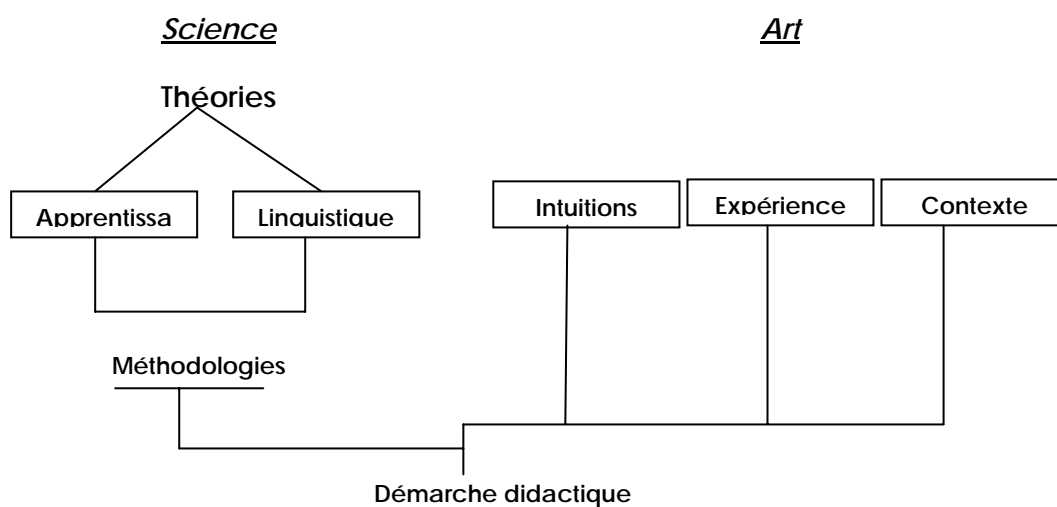 Science
Art
Théories
Apprentissa
Linguistique
Intuitions
Expérience
Contexte
Méthodologies
Démarche didactique